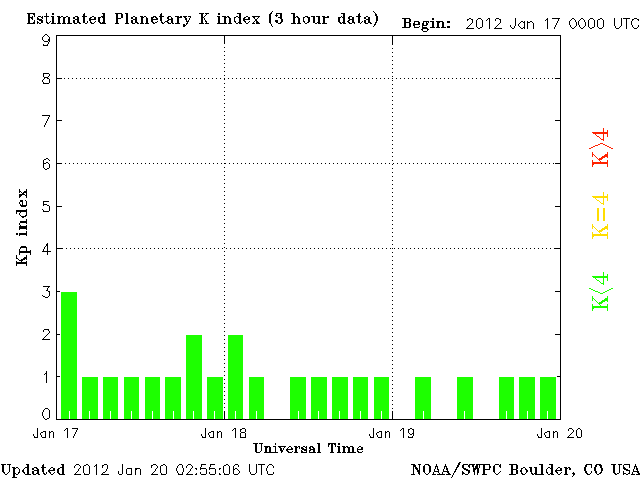 Estimated Planetary K index (3 hour data) Begin: 2012 Jan 17 0000 UTC
9
8
7
6
5
4
3
2
1
0
Kp index
K>4
K=4
K<4
Jan 17 Jan 18 Jan 19 Jan 20
Universal Time
Updated 2012 Jan 20 02:55:06 UTC NOAA/SWPC Boulder, CO USA